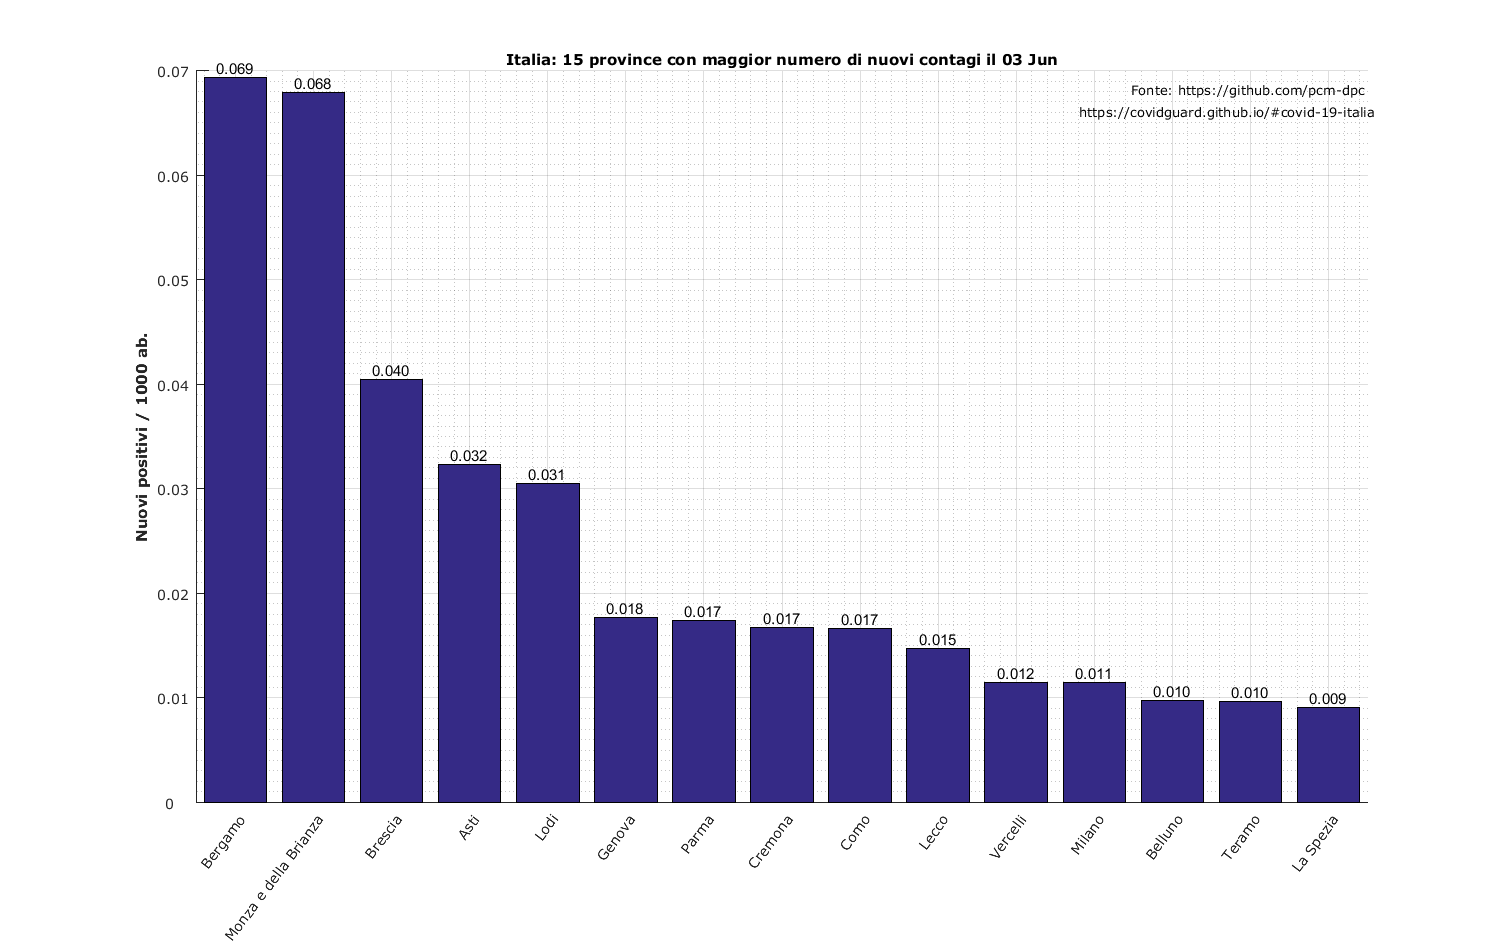 Italia: 15 province con maggior numero di nuovi contagi il 03 Jun
Fonte: https://github.com/pcm-dpc
https://covidguard.github.io/#covid-19-italia
Nuovi positivi / 1000 ab.
0.07
0.06
0.05
0.04
0.03
0.02
0.01
0
0.069
0.068
0.040
0.032
0.031
0.018
0.017
0.017
0.017
0.015
0.012
0.011
0.010
0.010
0.009
Bergamo
Monza e della Brianza
Brescia
Asti
Lodi
Genova
Parma
Cremona
Como
Lecco
Vercelli
Milano
Belluno
Teramo
La Spezia